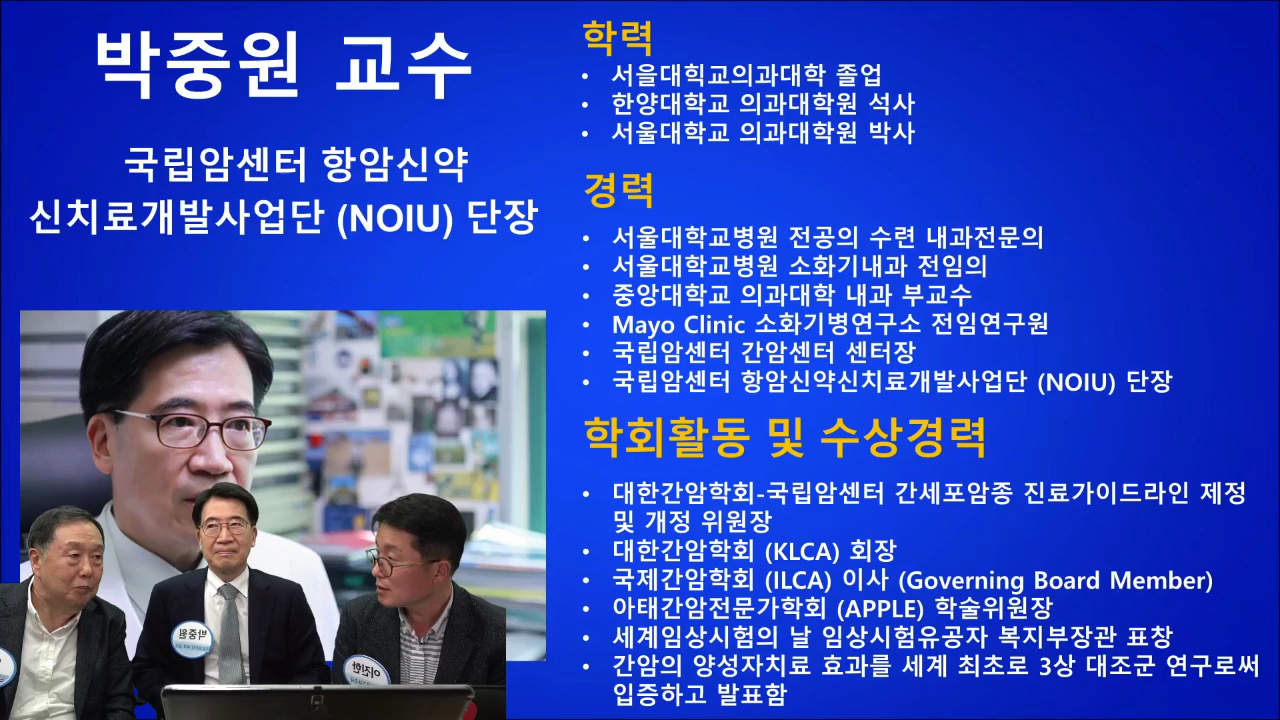 박중원 교수
국립암센터 항암신약
신치료개발사업단 (NOIU) 단장
학력
• 서을대힉교의과대학 졸업
• 한양대학교 의과대학원 석사
• 서울대학교 의과대학원 박사
경력
• 서울대학교병원 전공의 수련 내과전문의
• 서울대학교병원 소화기내과 전임의
• 중앙대학교 의과대학 내과 부교수
• Mayo Clinic 소화기병연구소 전임연구원
• 국립암센터 간암센터 센터장
• 국립암센터 항암신약신치료개발사업단 (NOIU) 단장
학회활동 및 수상경력
• 대한간암학회-국립암센터 간세포암종 진료가이드라인 제정
및 개정 위원장
• 대한간암학회 (KLCA) 회장
• 국제간암학회 (ILCA) 이사 (Governing Board Member)
• 아태간암전문가학회 (APPLE) 학술위원장
• 세계임상시험의 날 임상시험유공자 복지부장관 표창
• 간암의 양성자치료 효과를 세계 최초로 3상 대조군 연구로써
입증하고 발표함
박중원
이진한